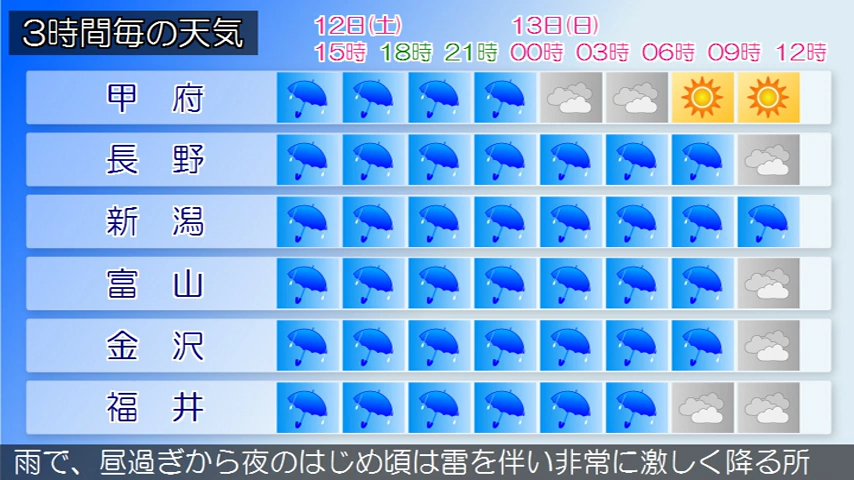 3時間毎の天気
12日(土) 13日(日)
15時 18時 21時 00時 03時 06時 09時 12時
甲府
長野
新潟
富山
金沢
福井
雨で、昼過ぎから夜のはじめ頃は雷を伴い非常に激しく降る所